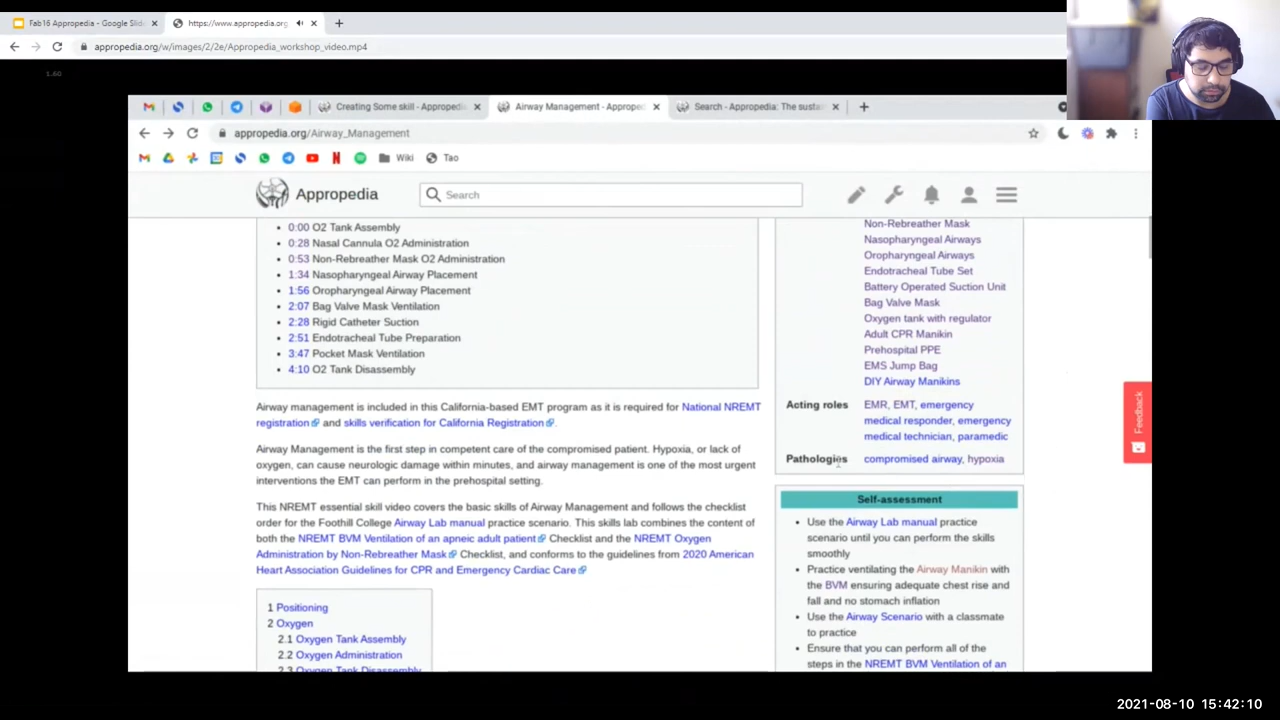 Fab16 Appropedia - Google Slid
https://www.appropedia.org
appropedia.org/w/images/2/2e/Appropedia_workshop_video.mp4
1.60
Creating Some skill - Appropedi
Airway Management - Appropec
Search - Appropedia: The susta
appropedia.org/Airway_Management
Wiki
Tao
Appropedia
Search
0:00 O2 Tank Assembly
0:28 Nasal Cannula O2 Administration
0:53 Non-Rebreather Mask O2 Administration
1:34 Nasopharyngeal Airway Placement
1:56 Oropharyngeal Airway Placement
2:07 Bag Valve Mask Ventilation
2:28 Rigid Catheter Suction
2:51 Endotracheal Tube Preparation
3:47 Pocket Mask Ventilation
4:10 O2 Tank Disassembly
Airway management is included in this California-based EMT program as it is required for National NREMT
registration and skills verification for California Registration.
Airway Management is the first step in competent care of the compromised patient. Hypoxia, or lack of
oxygen, can cause neurologic damage within minutes, and airway management is one of the most urgent
interventions the EMT can perform in the prehospital setting.
This NREMT essential skill video covers the basic skills of Airway Management and follows the checklist
order for the Foothill College Airway Lab manual practice scenario. This skills lab combines the content of
both the NREMT BVM Ventilation of an apneic adult patient Checklist and the NREMT Oxygen
Administration by Non-Rebreather Mask Checklist, and conforms to the guidelines from 2020 American
Heart Association Guidelines for CPR and Emergency Cardiac Care
1 Positioning
2 Oxygen
2.1 Oxygen Tank Assembly
2.2 Oxygen Administration
2.3 Oxygen Tank Disassembly
Non-Rebreather Mask
Nasopharyngeal Airways
Oropharyngeal Airways
Endotracheal Tube Set
Battery Operated Suction Unit
Bag Valve Mask
Oxygen tank with regulator
Adult CPR Manikin
Prehospital PPE
EMS Jump Bag
DIY Airway Manikins
Acting roles EMR, EMT, emergency
medical responder, emergency
medical technician, paramedic
Pathologies compromised airway, hypoxia
Self-assessment
Use the Airway Lab manual practice
scenario until you can perform the skills
smoothly
Practice ventilating the Airway Manikin with
the BVM ensuring adequate chest rise and
fall and no stomach inflation
Use the Airway Scenario with a classmate
to practice
Ensure that you can perform all of the
steps in the NREMT BVM Ventilation of an
Feedback
2021-08-10 15:42:10